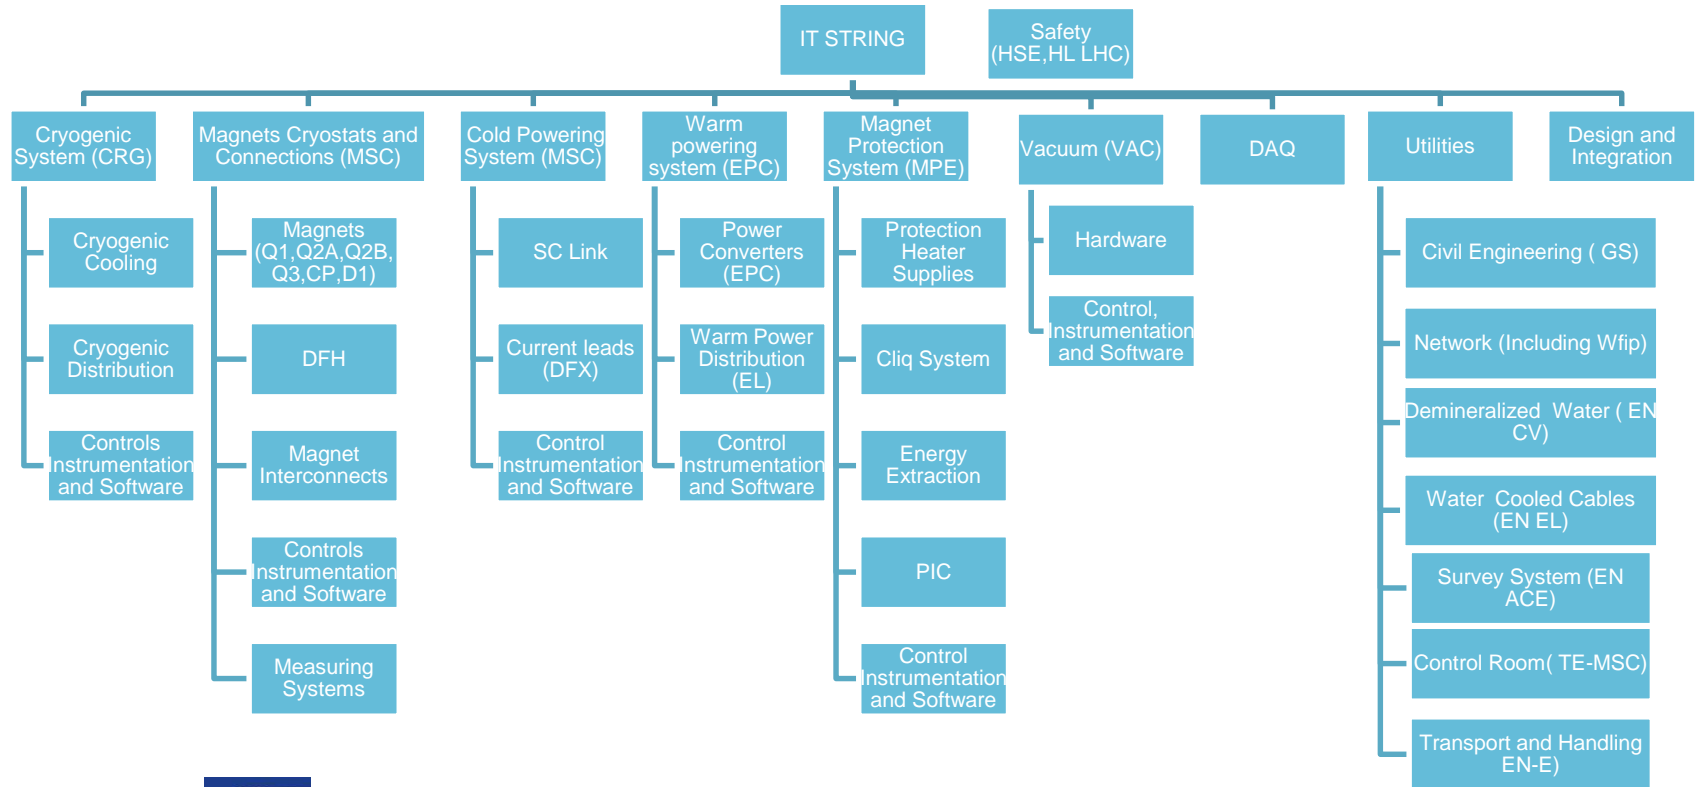 IT STRING
Safety
(HSE,HL LHC)
Cryogenic
System (CRG)
Magnets Cryostats and
Connections (MSC)
Cold Powering
System (MSC)
Warm
powering
system (EPC)
Magnet
Protection
System (MPE)
Vacuum (VAC)
DAQ
Utilities
Design and
Integration
Cryogenic
Cooling
Cryogenic
Distribution
Controls
Instrumentation
and Software
Magnets
(Q1,Q2A,Q2B,
Q3,CP,D1)
DFH
Magnet
Interconnects
Controls
Instrumentation
and Software
Measuring
Systems
SC Link
Current leads
(DFX)
Control
Instrumentation
and Software
Power
Converters
(EPC)
Warm Power
Distribution
(EL)
Control
Instrumentation
and Software
Protection
Heater
Supplies
Cliq System
Energy
Extraction
PIC
Control
Instrumentation
and Software
Hardware
Control,
Instrumentation
and Software
Civil Engineering ( GS)
Network (Including Wfip)
Demineralized  Water ( EN
CV)
Water  Cooled Cables
(EN EL)
Survey System (EN
ACE)
Control Room( TE-MSC)
Transport and Handling
EN-E)